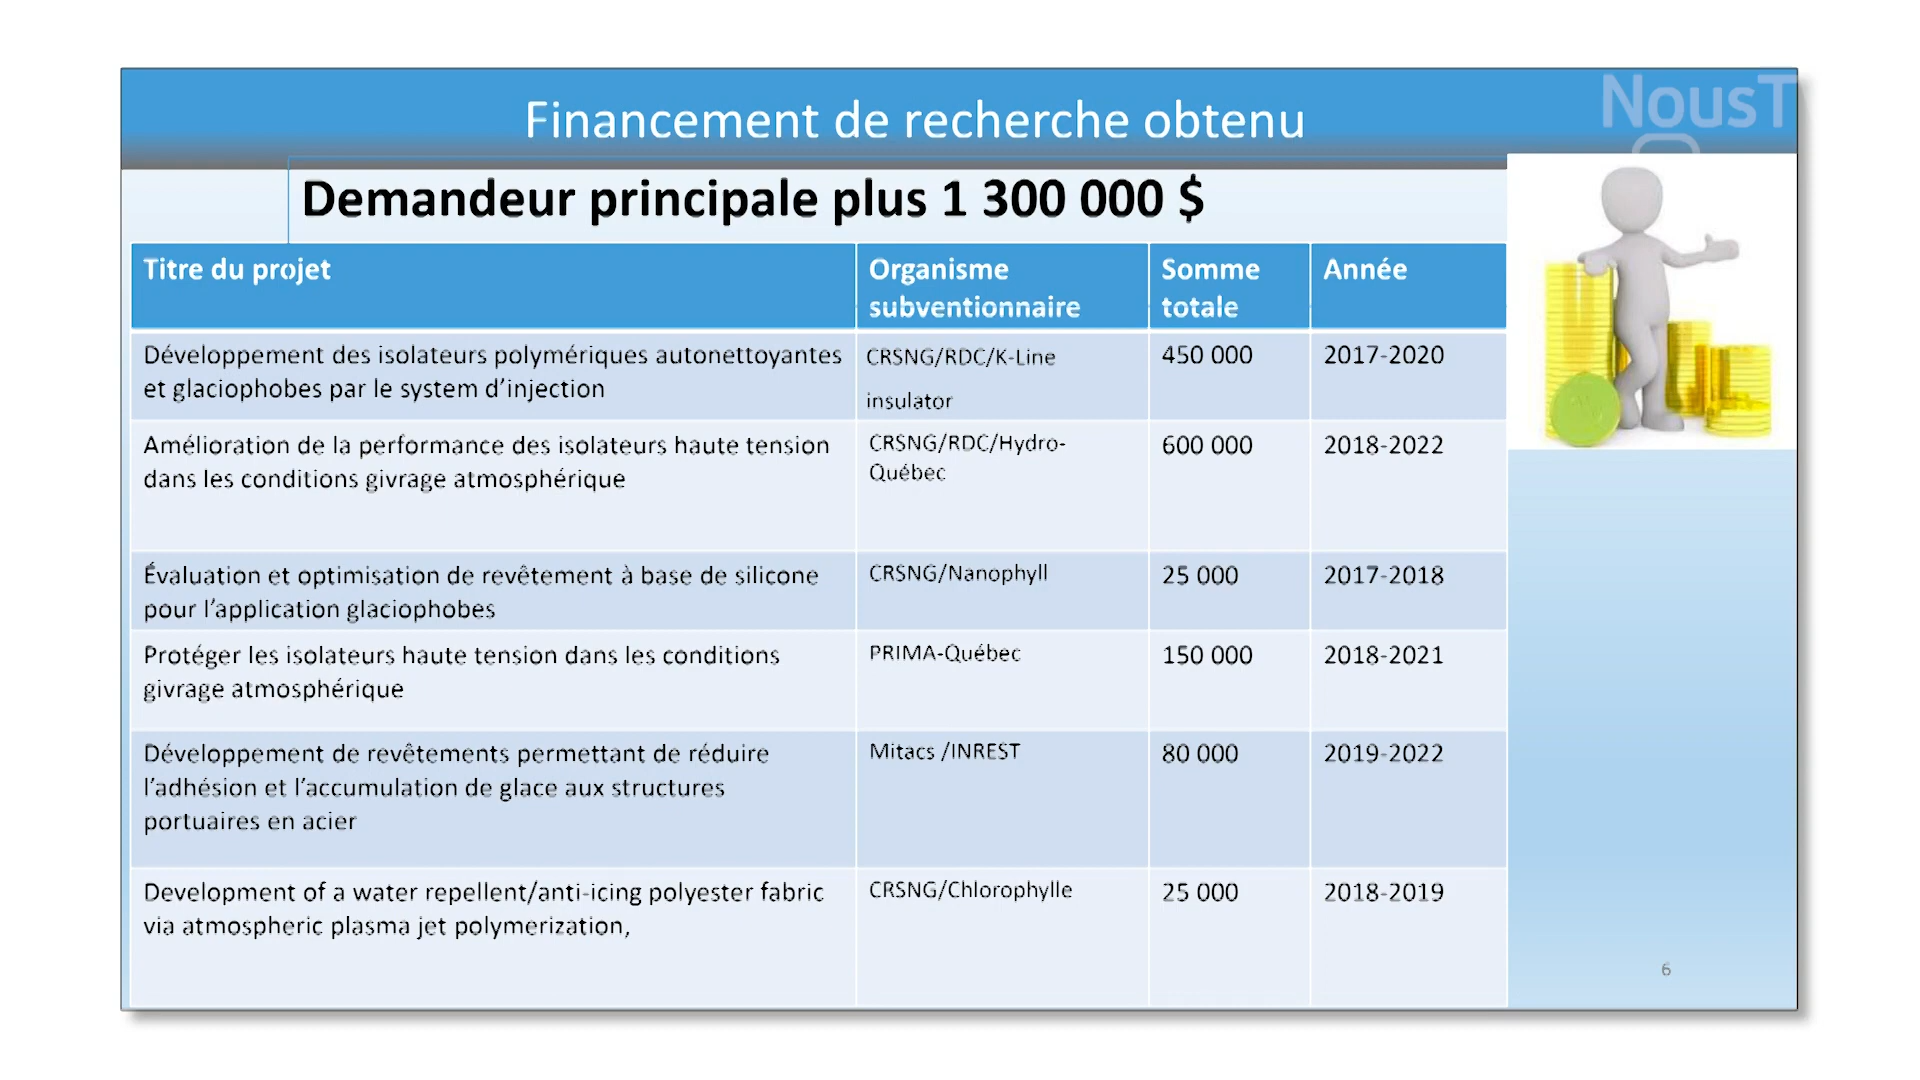 Financement de recherche obtenu
NousT
Demandeur principale plus 1 300 000 $
Titre du projet
Organisme
subventionnaire
Somme
totale
Année
Développement des isolateurs polymériques autonettoyantes
et glaciophobes par le system d’injection
CRSNG/RDC/K-Line
insulator
450 000
2017-2020
Amélioration de la performance des isolateurs haute tension
dans les conditions givrage atmosphérique
CRSNG/RDC/Hydro-
Québec
600 000
2018-2022
Évaluation et optimisation de revêtement à base de silicone
pour l’application glaciophobes
CRSNG/Nanophyll
25 000
2017-2018
Protéger les isolateurs haute tension dans les conditions
givrage atmosphérique
PRIMA-Québec
150 000
2018-2021
Développement de revêtements permettant de réduire
l’adhésion et l’accumulation de glace aux structures
portuaires en acier
Mitacs /INREST
80 000
2019-2022
Development of a water repellent/anti-icing polyester fabric
via atmospheric plasma jet polymerization,
CRSNG/Chlorophylle
25 000
2018-2019
6